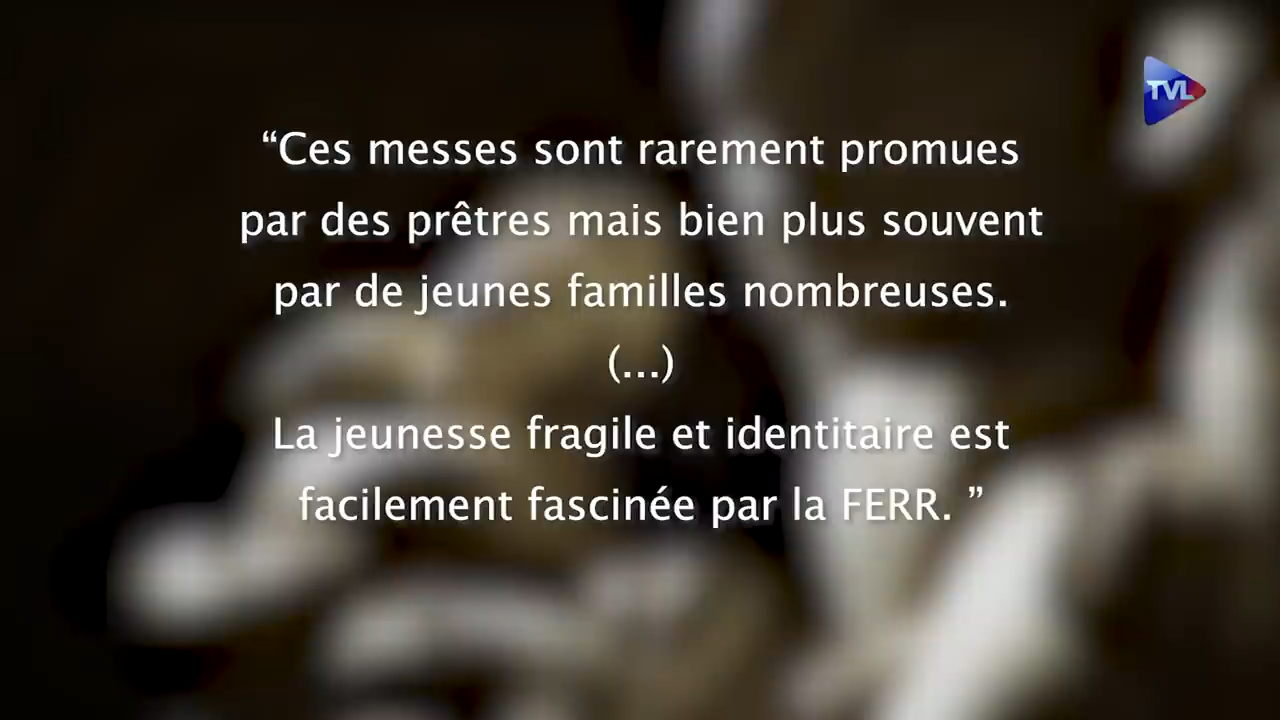 TVL
“Ces messes sont rarement promues
par des prêtres mais bien plus souvent
par de jeunes familles nombreuses.
(...)
La jeunesse fragile et identitaire est
facilement fascinée par la FERR. ”